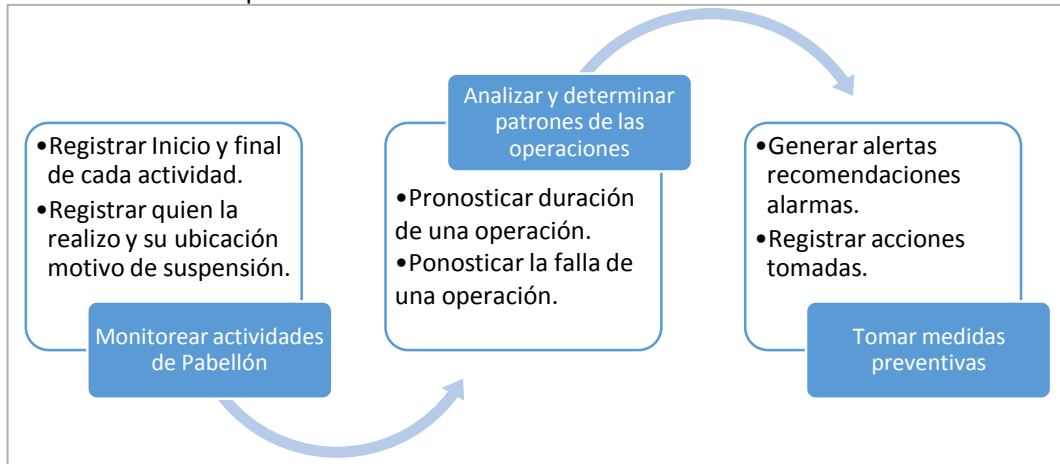 •Registrar Inicio y final
de cada actividad.
•Registrar quien la
realizo y su ubicación
motivo de suspensión.
Monitorear actividades
de Pabellón
Analizar y determinar
patrones de las
operaciones
•Pronosticar duración
de una operación.
•Ponosticar la falla de
una operación.
•Generar alertas
recomendaciones
alarmas.
•Registrar acciones
tomadas.
Tomar medidas
preventivas